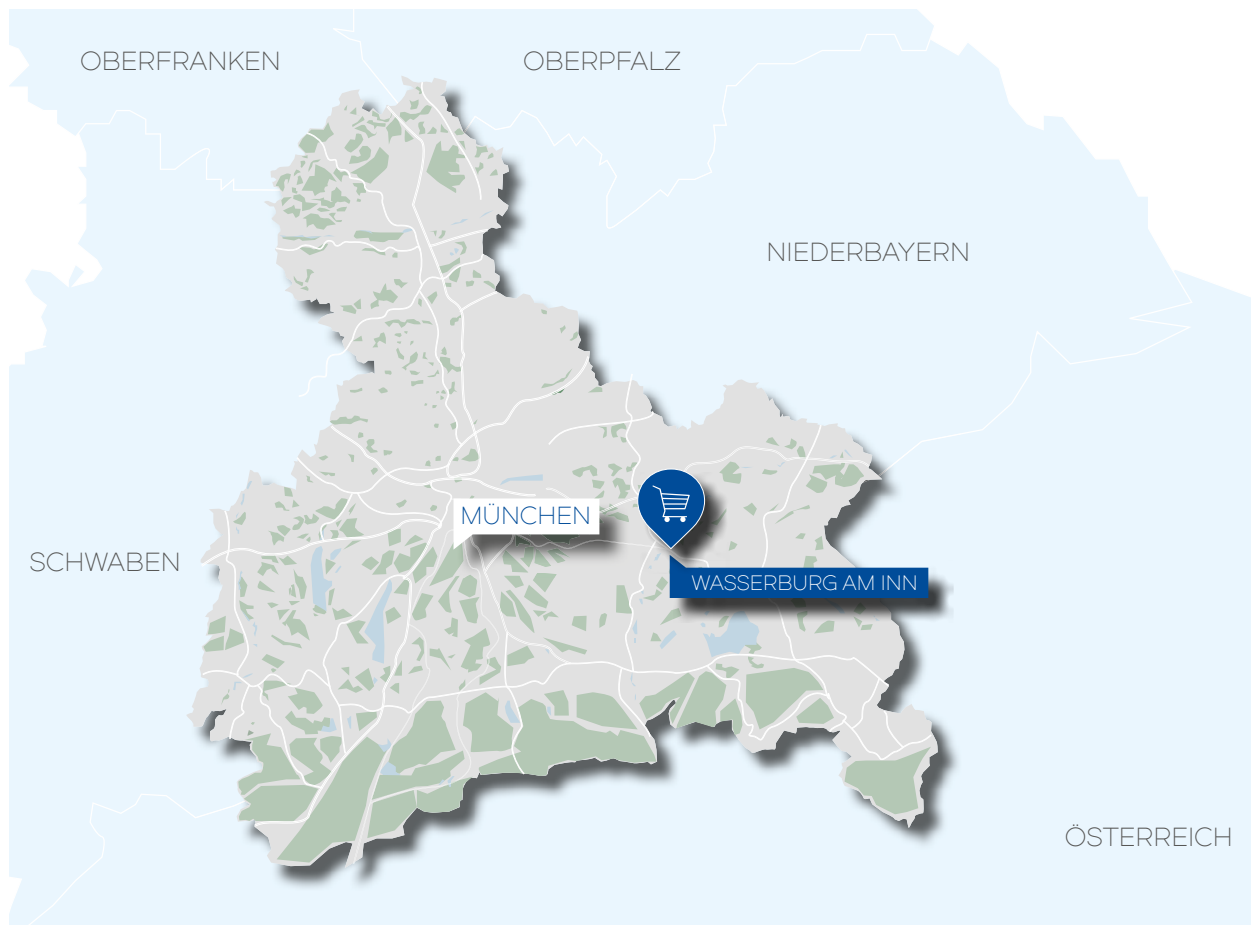 OBERFRANKEN
OBERPFALZ
NIEDERBAYERN
MÜNCHEN
SCHWABEN
WASSERBURG AM INN
ÖSTERREICH